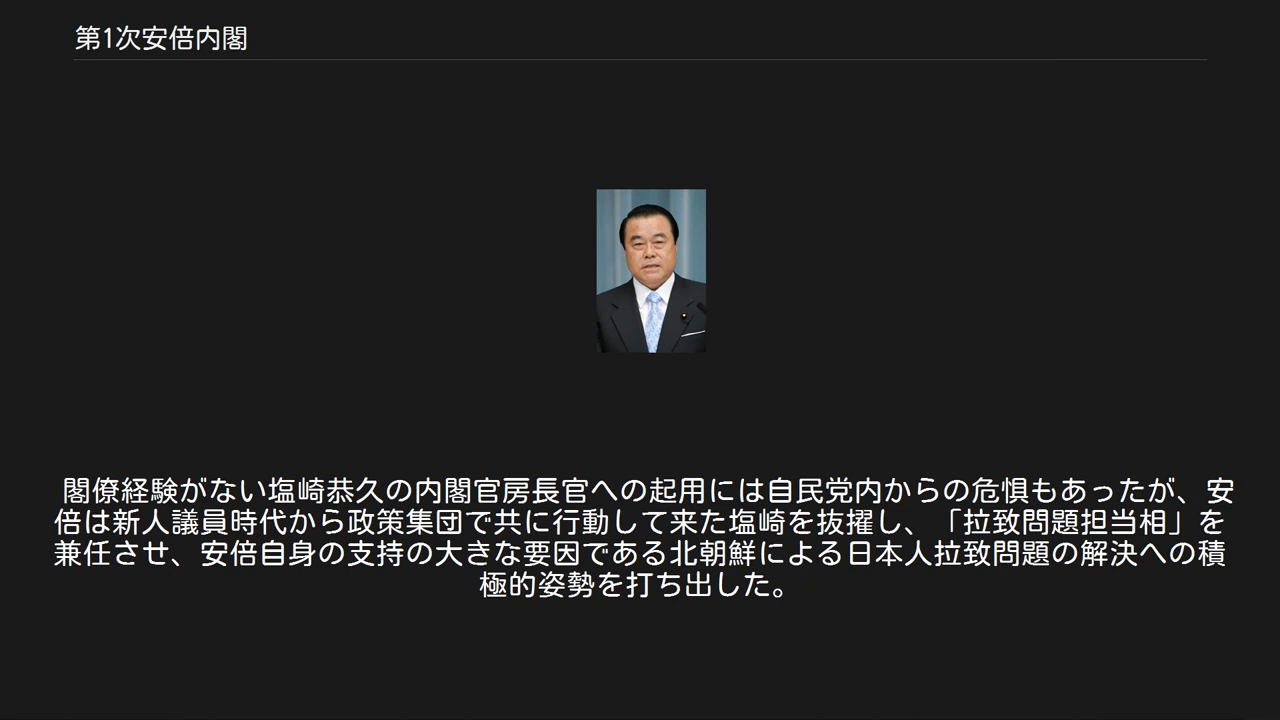 第1次安倍内閣
閣僚経験がない塩崎恭久の内閣官房長官への起用には自民党内からの危惧もあったが、安
倍は新人議員時代から政策集団で共に行動して来た塩崎を抜擢し、「拉致問題担当相」を
兼任させ、安倍自身の支持の大きな要因である北朝鮮による日本人拉致問題の解決への積
極的姿勢を打ち出した。